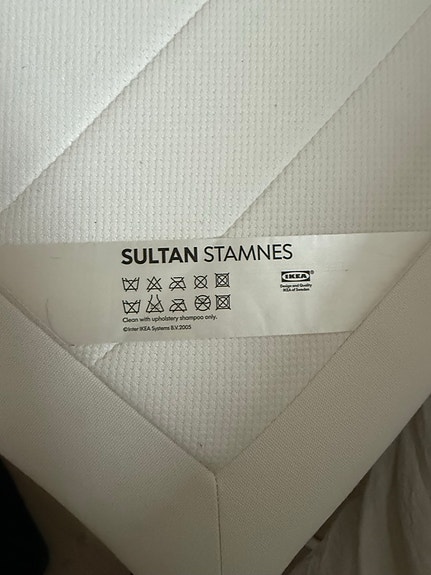 SULTAN STAMNES
IKEA®
Design and Quality
IKEA of Sweden
Clean with upholstery shampoo only.
©Inter IKEA Systems B.V.2005